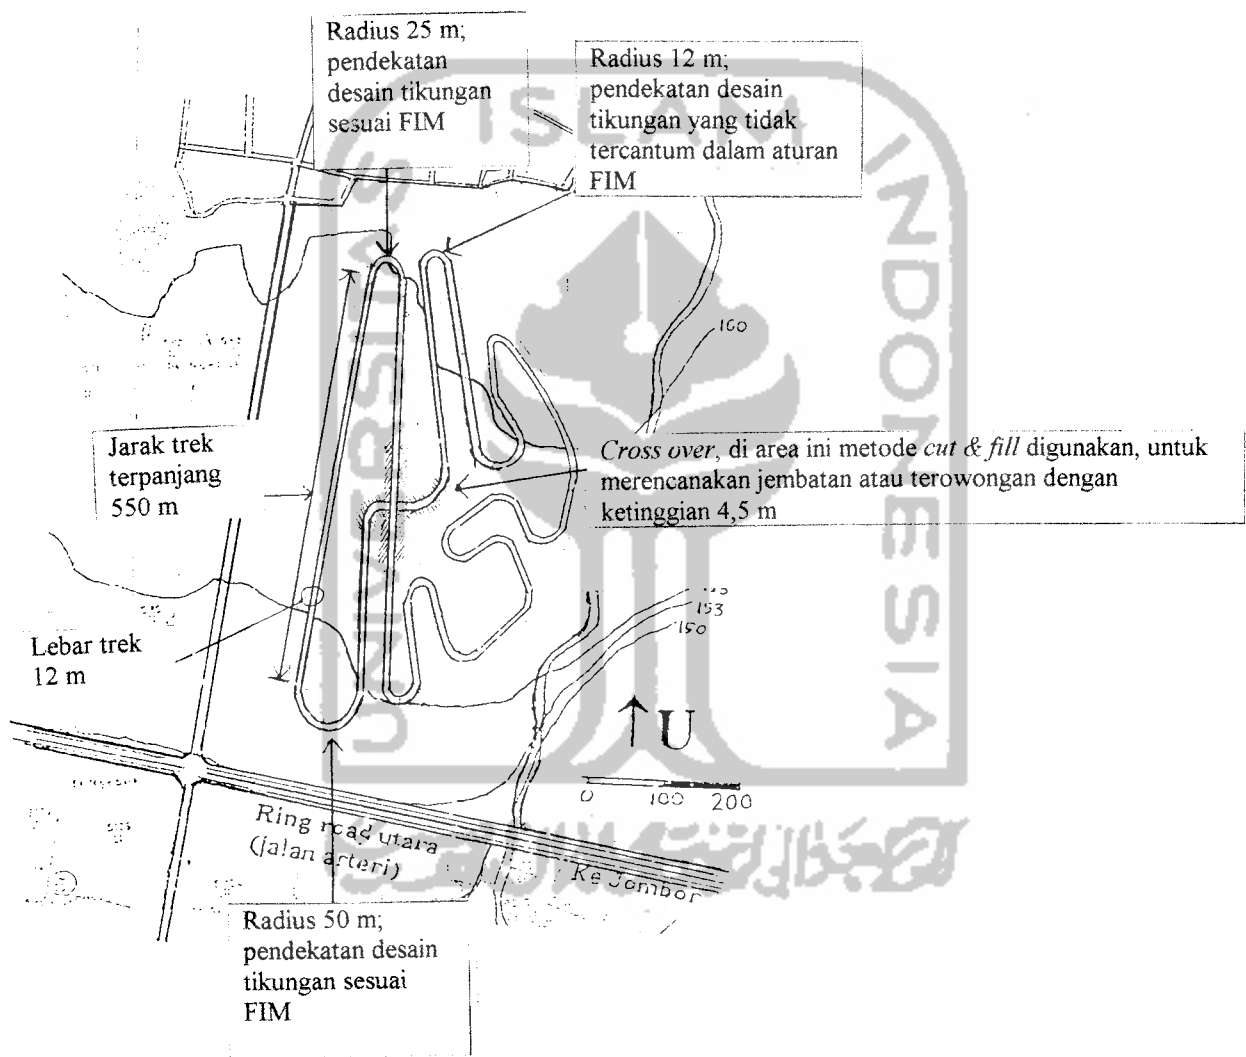 Radius 25 m;
pendekatan
desain tikungan
sesuai FIM
Radius 12 m;
pendekatan desain
tikungan yang tidak
tercantum dalam aturan
FIM
UNIVERSITAS
ISLAM
INDONESIA
160
Jarak trek
terpanjang
550 m
Cross over, di area ini metode cut & fill digunakan, untuk
merencanakan jembatan atau terowongan dengan
ketinggian 4,5 m
Lebar trek
12 m
153
150
U
0 100 200
Ring road utara
(jalan arteri)
Ke Jombor
Radius 50 m;
pendekatan desain
tikungan sesuai
FIM